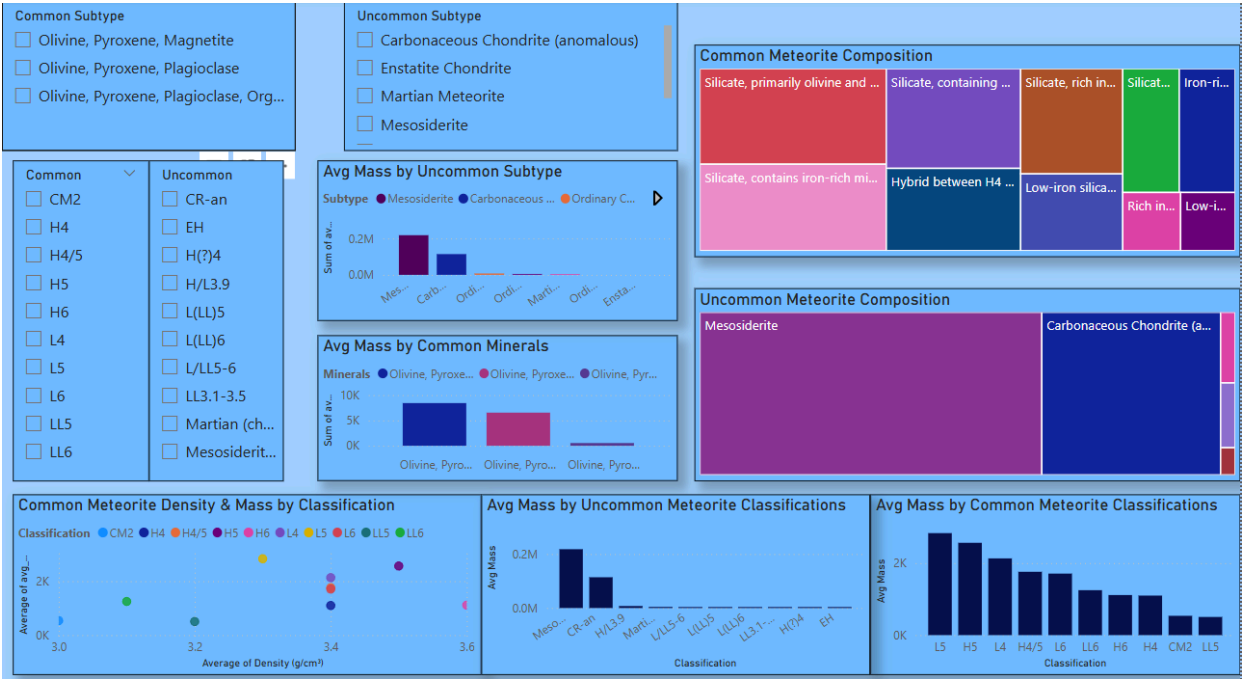 Common Subtype
Olivine, Pyroxene, Magnetite
Olivine, Pyroxene, Plagioclase
Olivine, Pyroxene, Plagioclase, Org...
Uncommon Subtype
Carbonaceous Chondrite (anomalous)
Enstatite Chondrite
Martian Meteorite
Mesosiderite
Common
CM2
H4
H4/5
H5
H6
L4
L5
L6
LL5
LL6
Uncommon
CR-an
EH
H(?)4
H/L3.9
L(LL)5
L(LL)6
L/LL5-6
LL3.1-3.5
Martian (ch...
Mesosiderit...
Avg Mass by Uncommon Subtype
Subtype Mesosiderite Carbonaceous ... Ordinary C...
Sum of av...
0.2M
0.0M
Mes... Carb... Ordi... Ordi... Marti... Ordi... Ensta...
Avg Mass by Common Minerals
Minerals Olivine, Pyroxe... Olivine, Pyroxe... Olivine, Pyr...
Sum of av...
10K
5K
0K
Olivine, Pyro... Olivine, Pyro... Olivine, Pyro...
Common Meteorite Composition
Silicate, primarily olivine and ...
Silicate, contains iron-rich mi...
Silicate, containing ...
Hybrid between H4 ...
Silicate, rich in...
Low-iron silica...
Silicat...
Iron-ri...
Rich in...
Low-i...
Uncommon Meteorite Composition
Mesosiderite
Carbonaceous Chondrite (a...
Common Meteorite Density & Mass by Classification
Classification CM2 H4 H4/5 H5 H6 L4 L5 L6 LL5 LL6
Average of avg_...
2K
0K
3.0 3.2 3.4 3.6
Average of Density (g/cm³)
Avg Mass by Uncommon Meteorite Classifications
Avg Mass
0.2M
0.0M
Meso... CR-an H/L3.9 Marti... L/LL5-6 L(LL)5 L(LL)6 LL3.1-... H(?)4 EH
Classification
Avg Mass by Common Meteorite Classifications
Avg Mass
2K
0K
L5 H5 L4 H4/5 L6 LL6 H6 H4 CM2 LL5
Classification